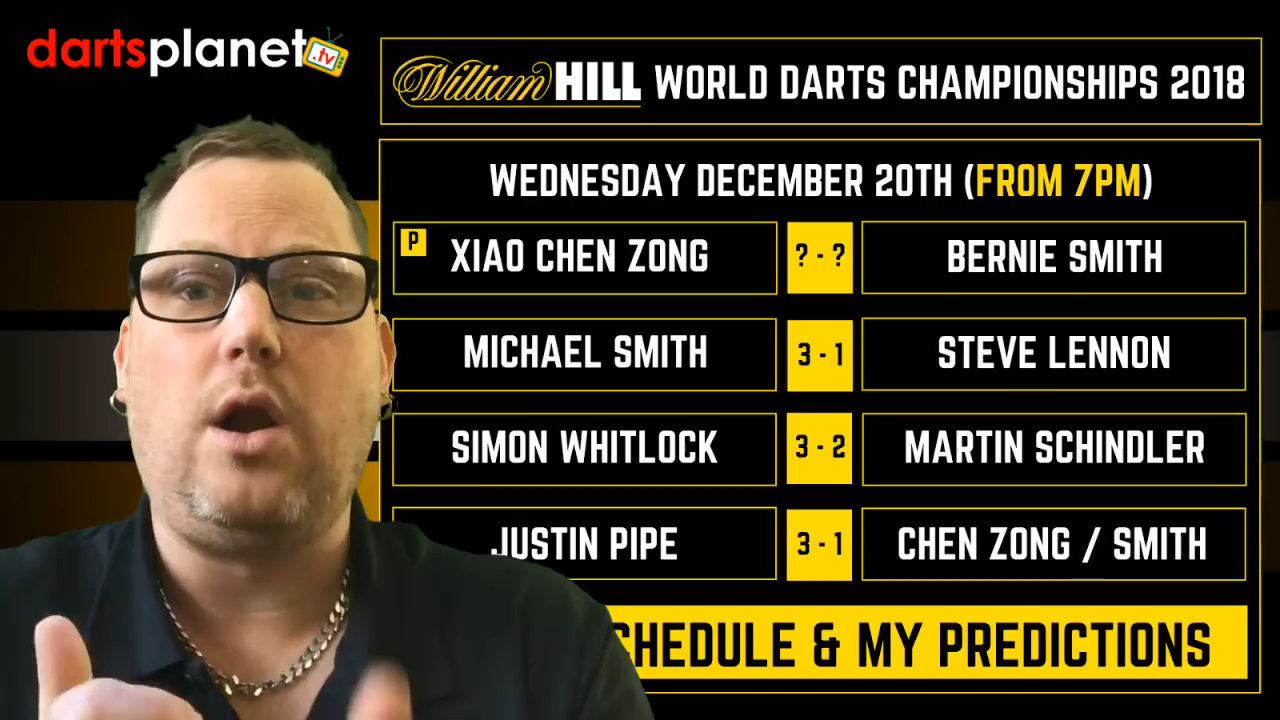 dartsplanet.tv
William HILL WORLD DARTS CHAMPIONSHIPS 2018
WEDNESDAY DECEMBER 20TH (FROM 7PM)
P XIAO CHEN ZONG ? - ? BERNIE SMITH
MICHAEL SMITH 3 - 1 STEVE LENNON
SIMON WHITLOCK 3 - 2 MARTIN SCHINDLER
JUSTIN PIPE 3 - 1 CHEN ZONG / SMITH
CHEDULE & MY PREDICTIONS